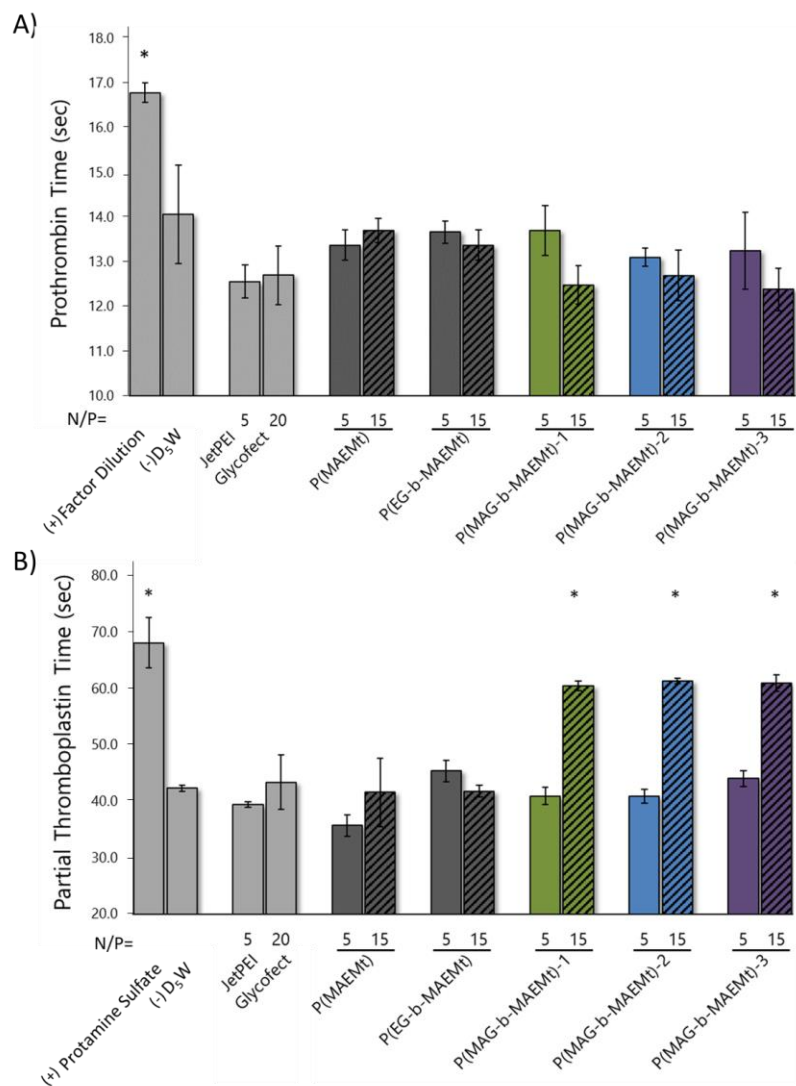 A)
Prothrombin Time (sec)
18.0
17.0
16.0
15.0
14.0
13.0
12.0
11.0
10.0
*
N/P=
5 20 5 15 5 15 5 15 5 15 5 15
(+)Factor Dilution
(-)D₅W
JetPEI
Glycofect
P(MAEMt)
P(EG-b-MAEMt)
P(MAG-b-MAEMt)-1
P(MAG-b-MAEMt)-2
P(MAG-b-MAEMt)-3
B)
Partial Thromboplastin Time (sec)
80.0
70.0
60.0
50.0
40.0
30.0
20.0
* * * *
N/P=
5 20 5 15 5 15 5 15 5 15 5 15
(+) Protamine Sulfate
(-)D₅W
JetPEI
Glycofect
P(MAEMt)
P(EG-b-MAEMt)
P(MAG-b-MAEMt)-1
P(MAG-b-MAEMt)-2
P(MAG-b-MAEMt)-3